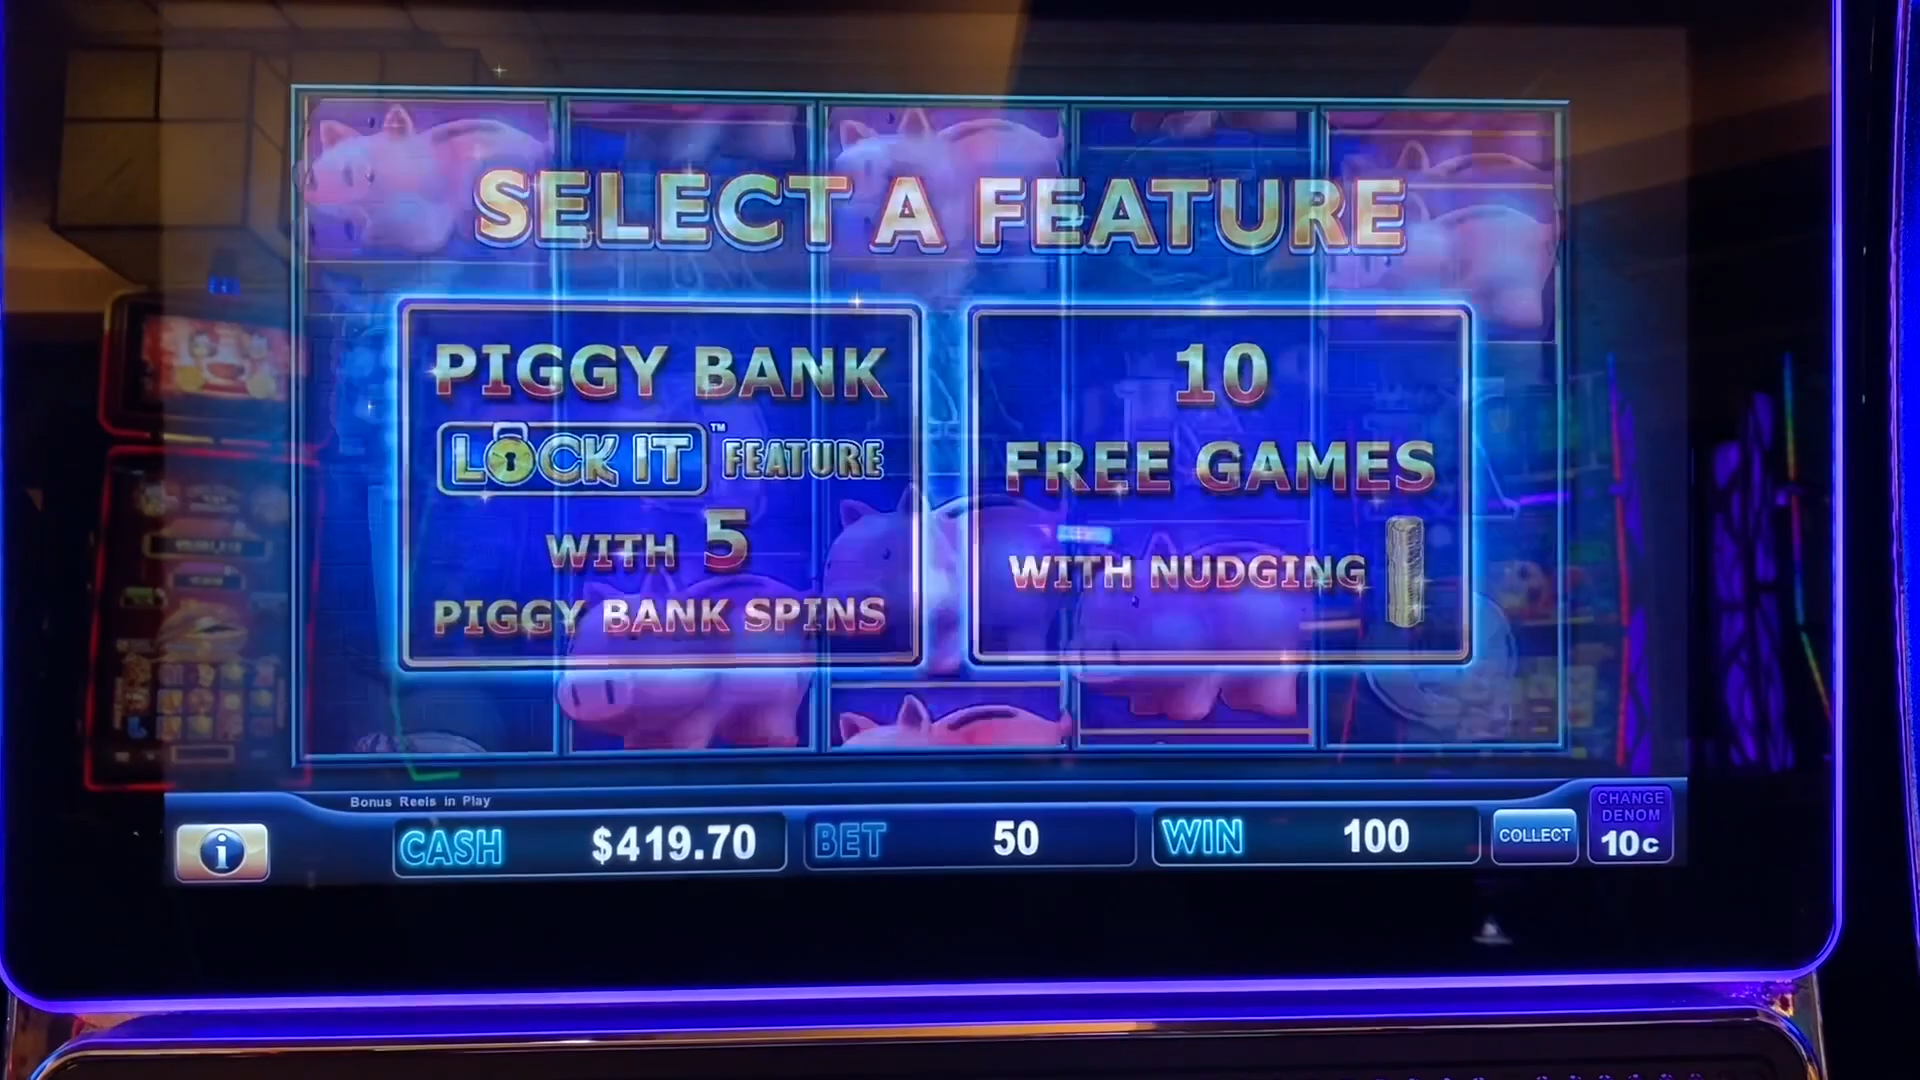 SELECT A FEATURE
PIGGY BANK
LOCK IT™ FEATURE
WITH 5
PIGGY BANK SPINS
10
FREE GAMES
WITH NUDGING
Bonus Reels in Play
i
CASH $419.70
BET 50
WIN 100
COLLECT
CHANGE
DENOM
10¢